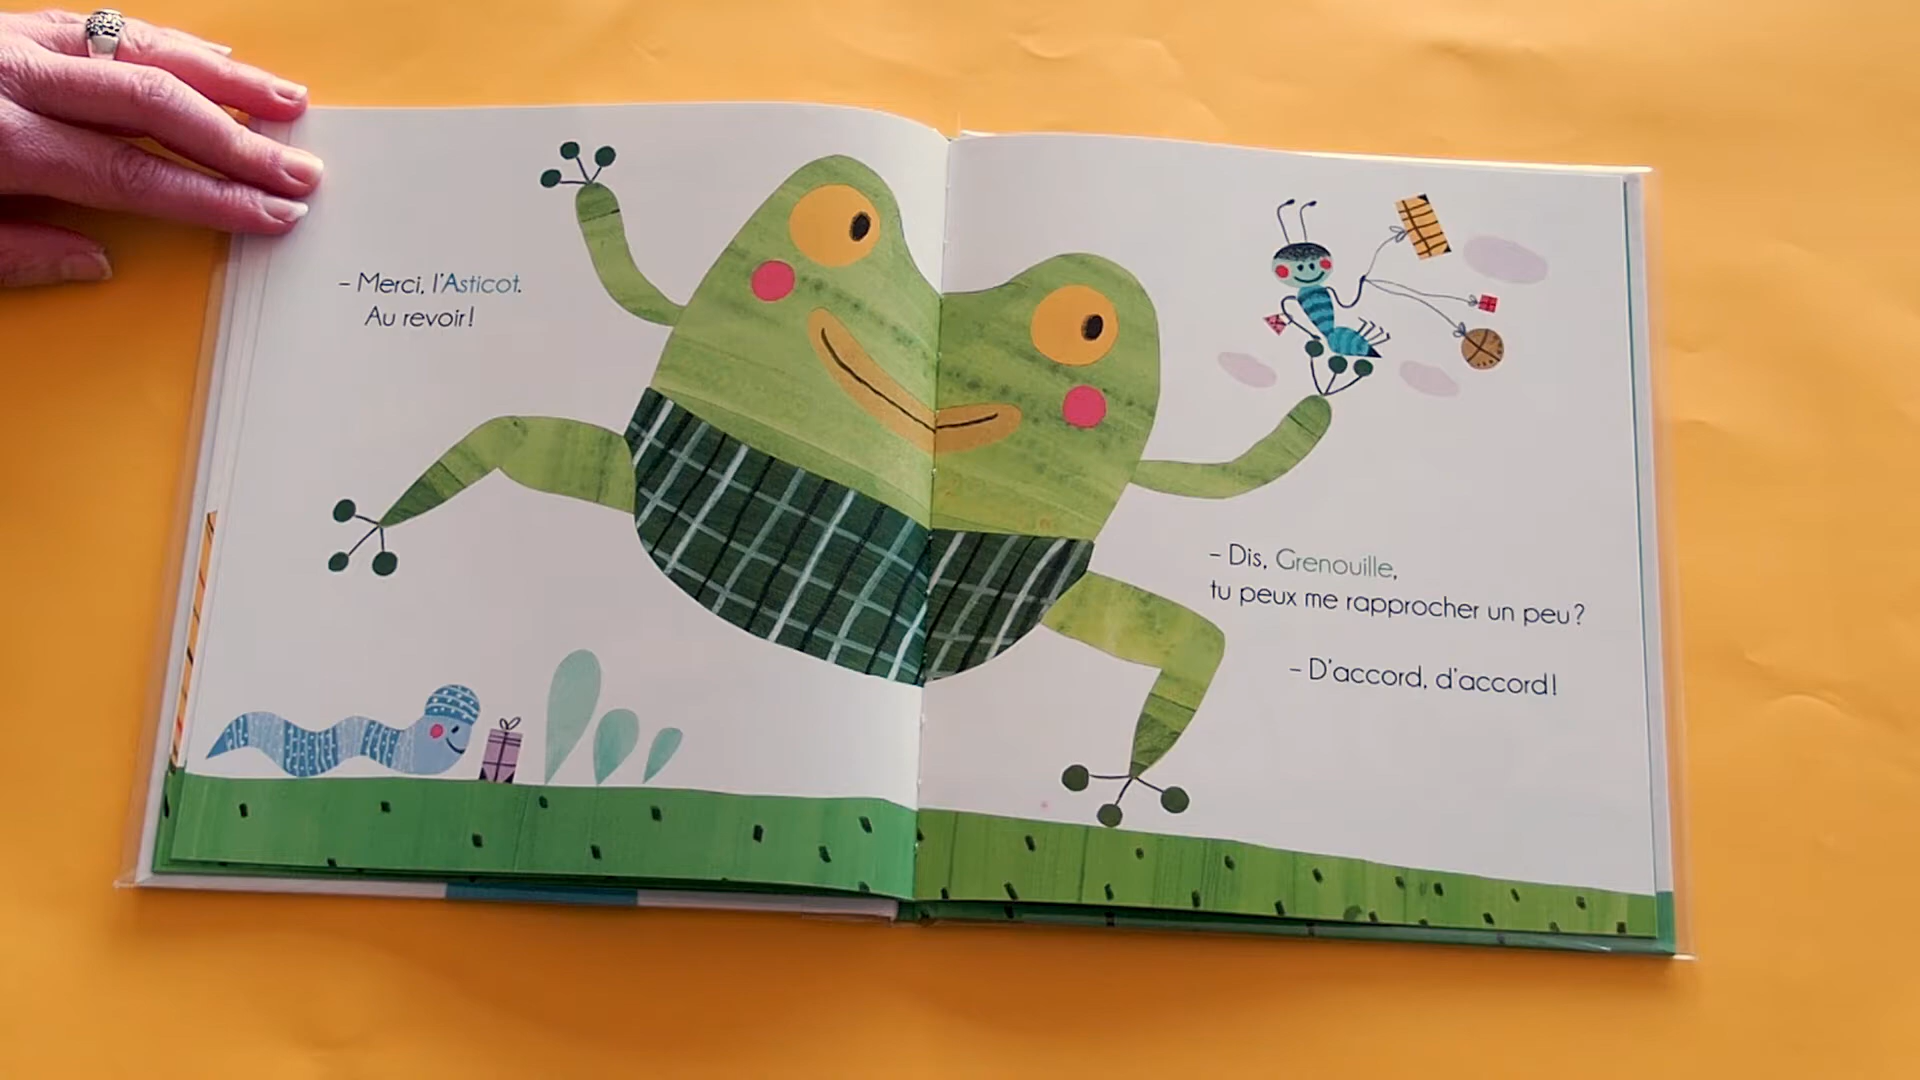 – Merci, l'Asticot.
Au revoir !
– Dis, Grenouille,
tu peux me rapprocher un peu ?
– D'accord, d'accord !